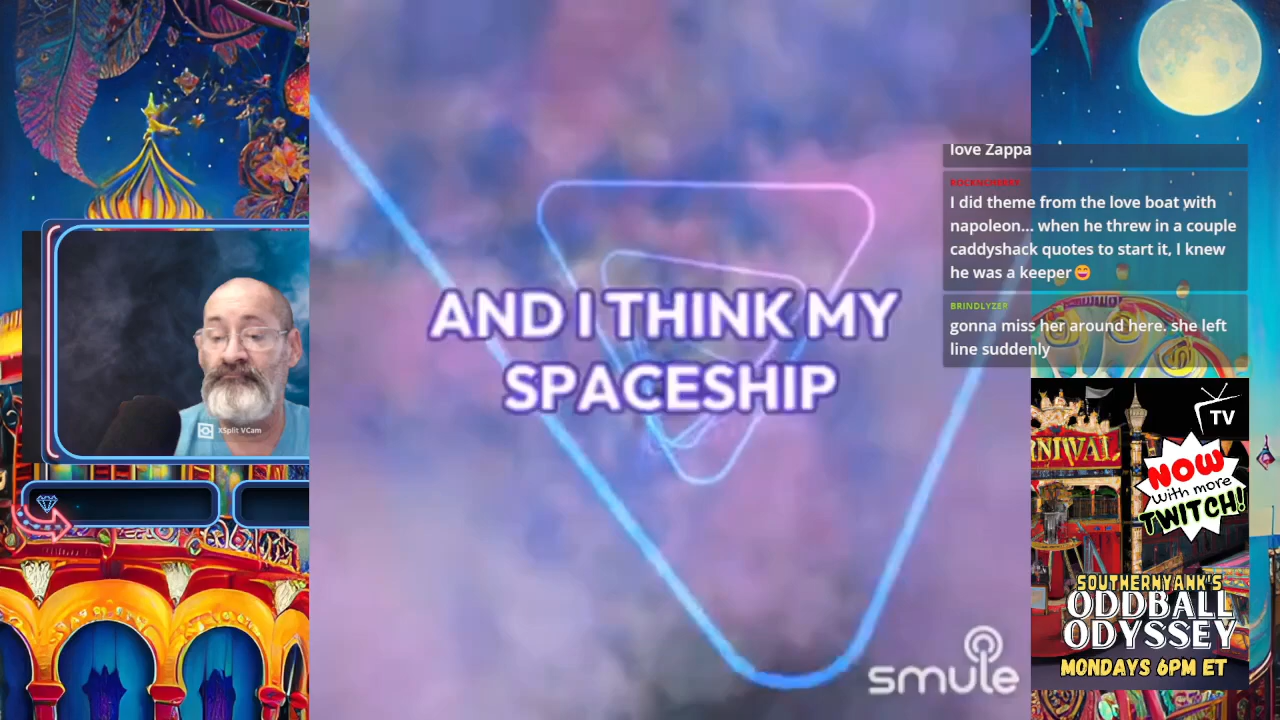 love Zappa
I did theme from the love boat with
napoleon... when he threw in a couple
caddyshack quotes to start it, I knew
he was a keeper😄
BRINDLYZER
gonna miss her around here. she left
line suddenly
AND I THINK MY
SPACESHIP
XSplit VCam
TV
RNIVAL
NOW
with more
TWITCH!
SOUTHERNYANK'S
ODDBALL
ODYSSEY
MONDAYS 6PM ET
smule